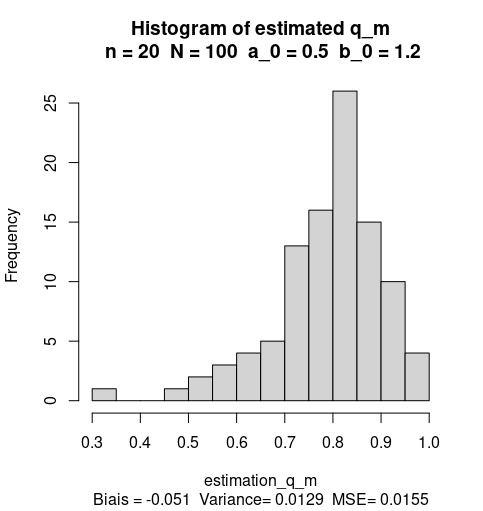 Histogram of estimated q_m
n = 20 N = 100 a_0 = 0.5 b_0 = 1.2
Frequency
25
20
15
10
5
0
0.3 0.4 0.5 0.6 0.7 0.8 0.9 1.0
estimation_q_m
Biais = -0.051 Variance= 0.0129 MSE= 0.0155